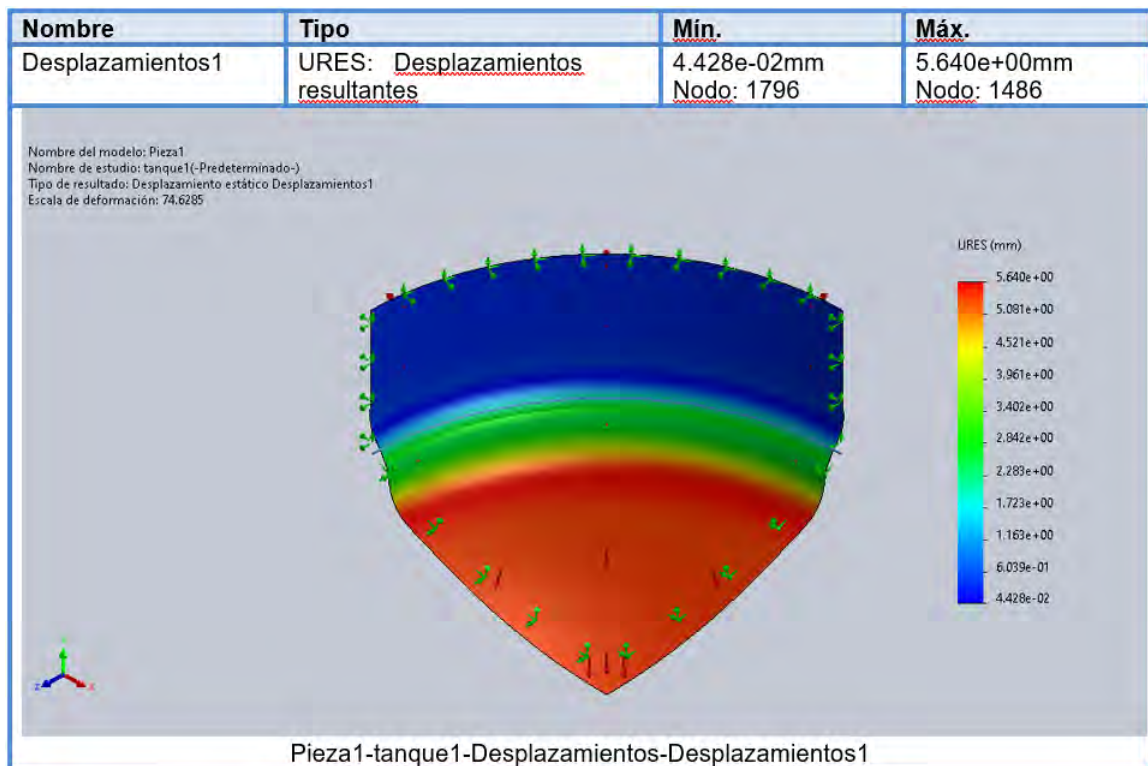 Nombre Tipo Mín. Máx.
Desplazamientos1 URES: Desplazamientos resultantes 4.428e-02mm Nodo: 1796 5.640e+00mm Nodo: 1486
Nombre del modelo: Pieza1
Nombre de estudio: tanque1(-Predeterminado-)
Tipo de resultado: Desplazamiento estático Desplazamientos1
Escala de deformación: 74.6285
URES (mm)
5.640e+00
5.081e+00
4.521e+00
3.961e+00
3.402e+00
2.842e+00
2.283e+00
1.723e+00
1.163e+00
6.039e-01
4.428e-02
Pieza1-tanque1-Desplazamientos-Desplazamientos1